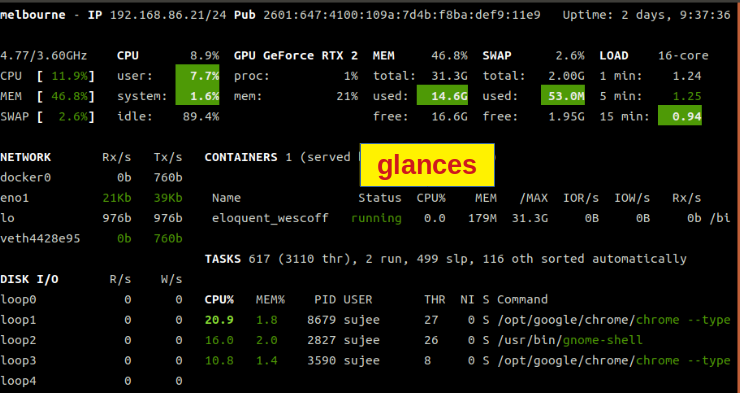 melbourne - IP 192.168.86.21/24 Pub 2601:647:4100:109a:7d4b:f8ba:def9:11e9 Uptime: 2 days, 9:37:36
4.77/3.60GHz CPU 8.9% GPU GeForce RTX 2 MEM 46.8% SWAP 2.6% LOAD 16-core
CPU [ 11.9%] user: 7.7% proc: 1% total: 31.3G total: 2.00G 1 min: 1.24
MEM [ 46.8%] system: 1.6% mem: 21% used: 14.6G used: 53.0M 5 min: 1.25
SWAP [ 2.6%] idle: 89.4% free: 16.6G free: 1.95G 15 min: 0.94
NETWORK Rx/s Tx/s CONTAINERS 1 (served
glances
docker0 0b 760b
eno1 21Kb 39Kb Name Status CPU% MEM /MAX IOR/s IOW/s Rx/s
lo 976b 976b eloquent_wescoff running 0.0 179M 31.3G 0B 0B 0b /bi
veth4428e95 0b 760b
TASKS 617 (3110 thr), 2 run, 499 slp, 116 oth sorted automatically
DISK I/O R/s W/s
loop0 0 0 CPU% MEM% PID USER THR NI S Command
loop1 0 0 20.9 1.8 8679 sujee 27 0 S /opt/google/chrome/chrome --type
loop2 0 0 16.0 2.0 2827 sujee 26 0 S /usr/bin/gnome-shell
loop3 0 0 10.8 1.4 3590 sujee 8 0 S /opt/google/chrome/chrome --type
loop4 0 0